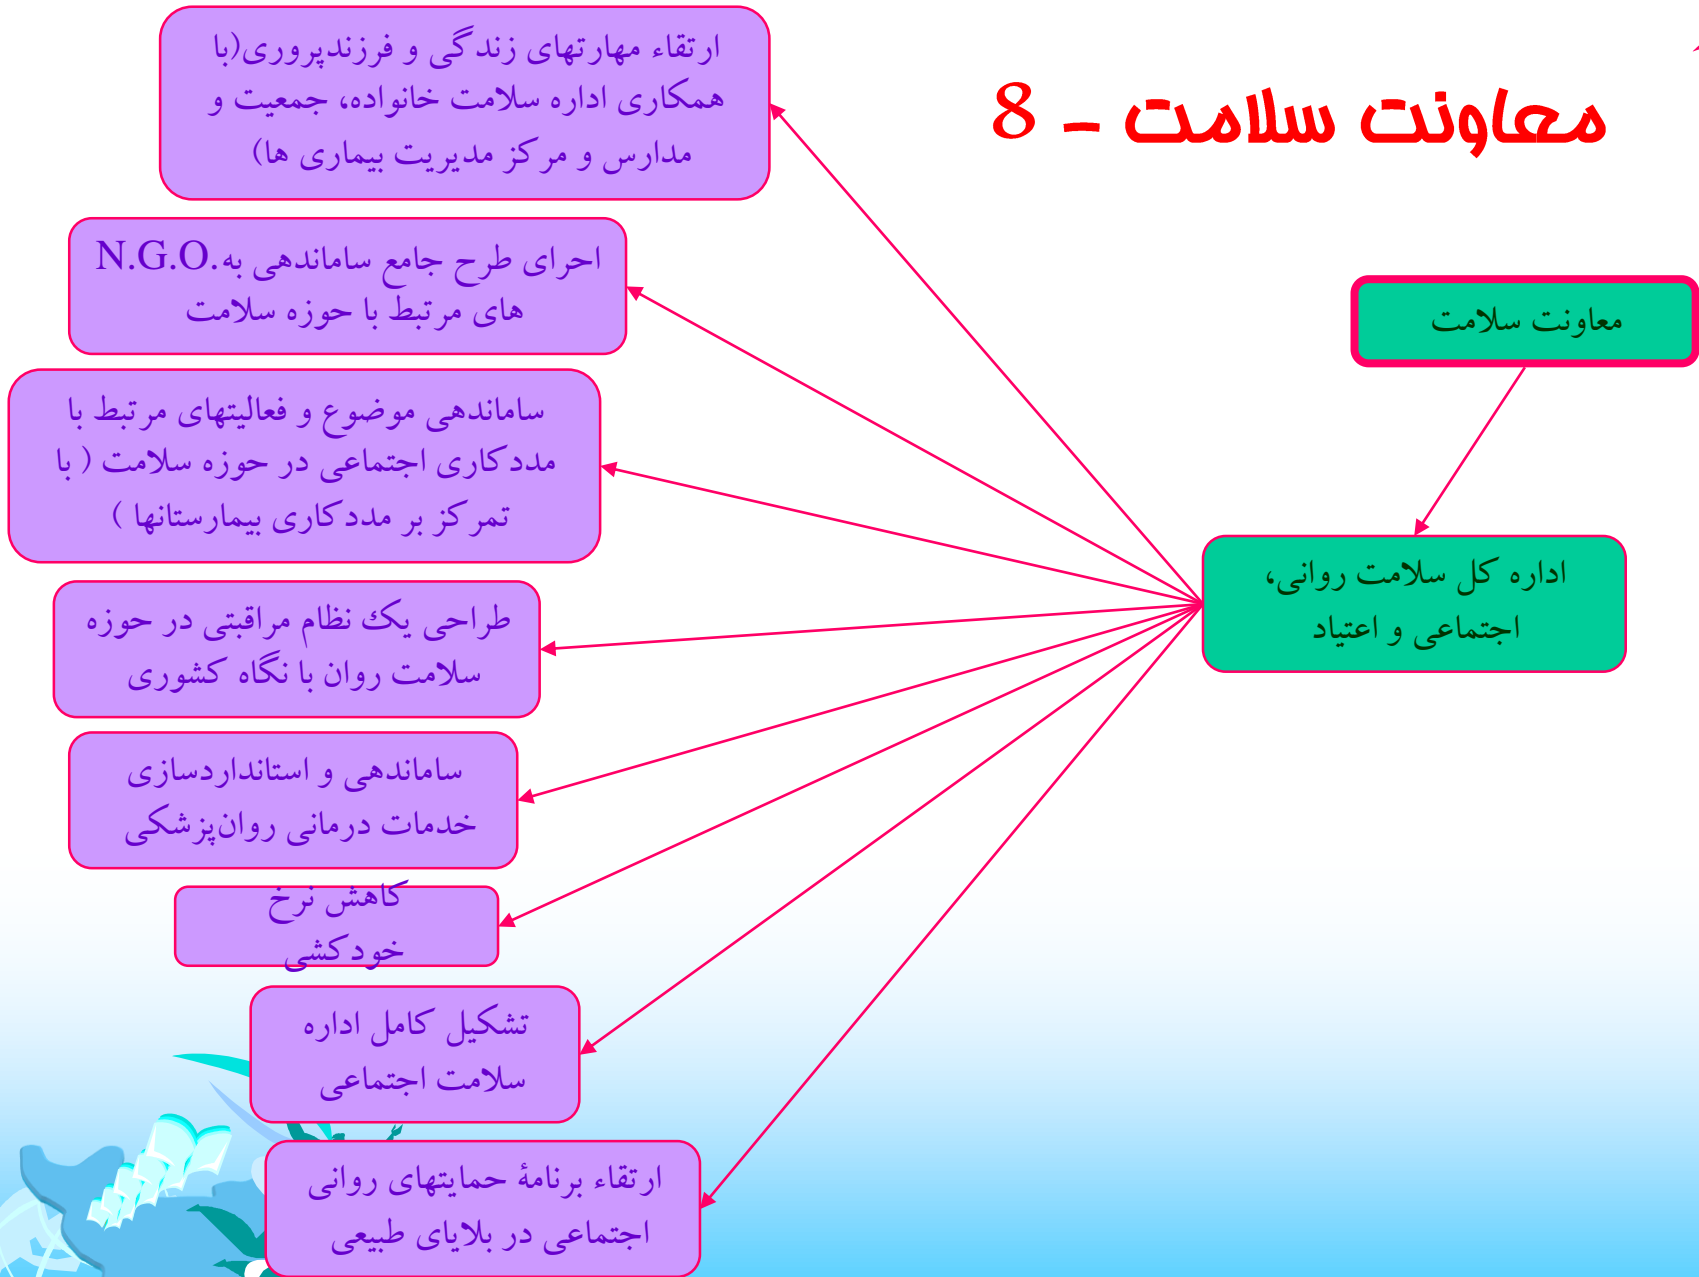 معاونت سلامت - 8
معاونت سلامت
اداره کل سلامت روانی،
اجتماعی و اعتیاد
ارتقاء مهارتهای زندگی و فرزندپروری(با
همکاری اداره سلامت خانواده، جمعیت و
مدارس و مرکز مدیریت بیماری ها)
احرای طرح جامع ساماندهی به N.G.O.
های مرتبط با حوزه سلامت
ساماندهی موضوع و فعالیتهای مرتبط با
مددکاری اجتماعی در حوزه سلامت ( با
تمرکز بر مددکاری بیمارستانها )
طراحی یک نظام مراقبتی در حوزه
سلامت روان با نگاه کشوری
ساماندهی و استانداردسازی
خدمات درمانی روان‌پزشکی
کاهش نرخ
خودکشی
تشکیل کامل اداره
سلامت اجتماعی
ارتقاء برنامۀ حمایتهای روانی
اجتماعی در بلایای طبیعی